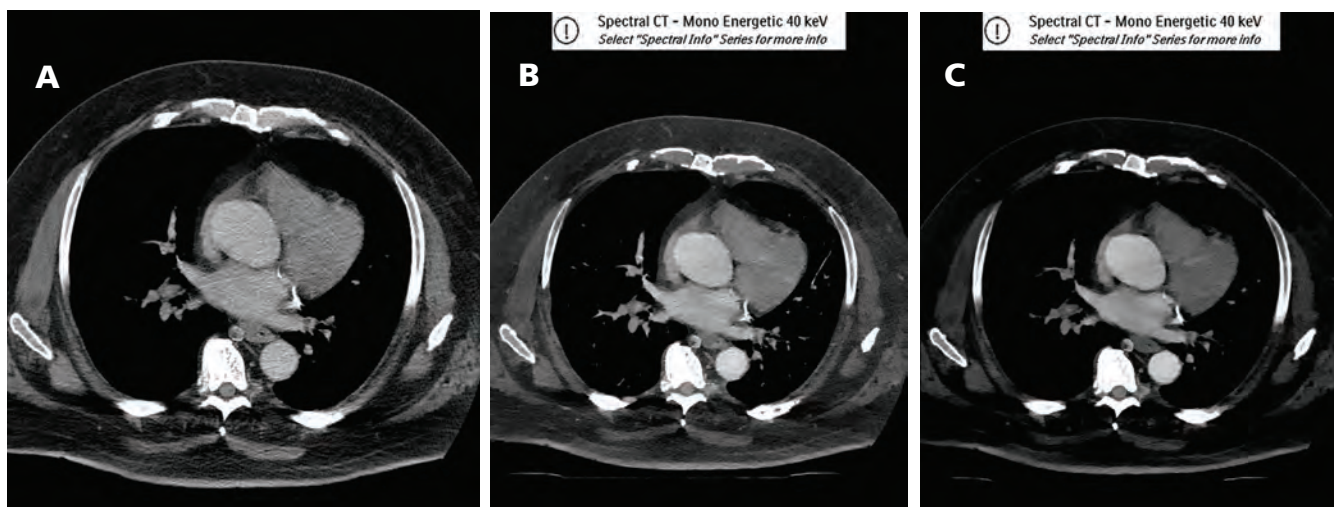 A
B
C
! Spectral CT - Mono Energetic 40 keV
Select "Spectral Info" Series for more info
! Spectral CT - Mono Energetic 40 keV
Select "Spectral Info" Series for more info